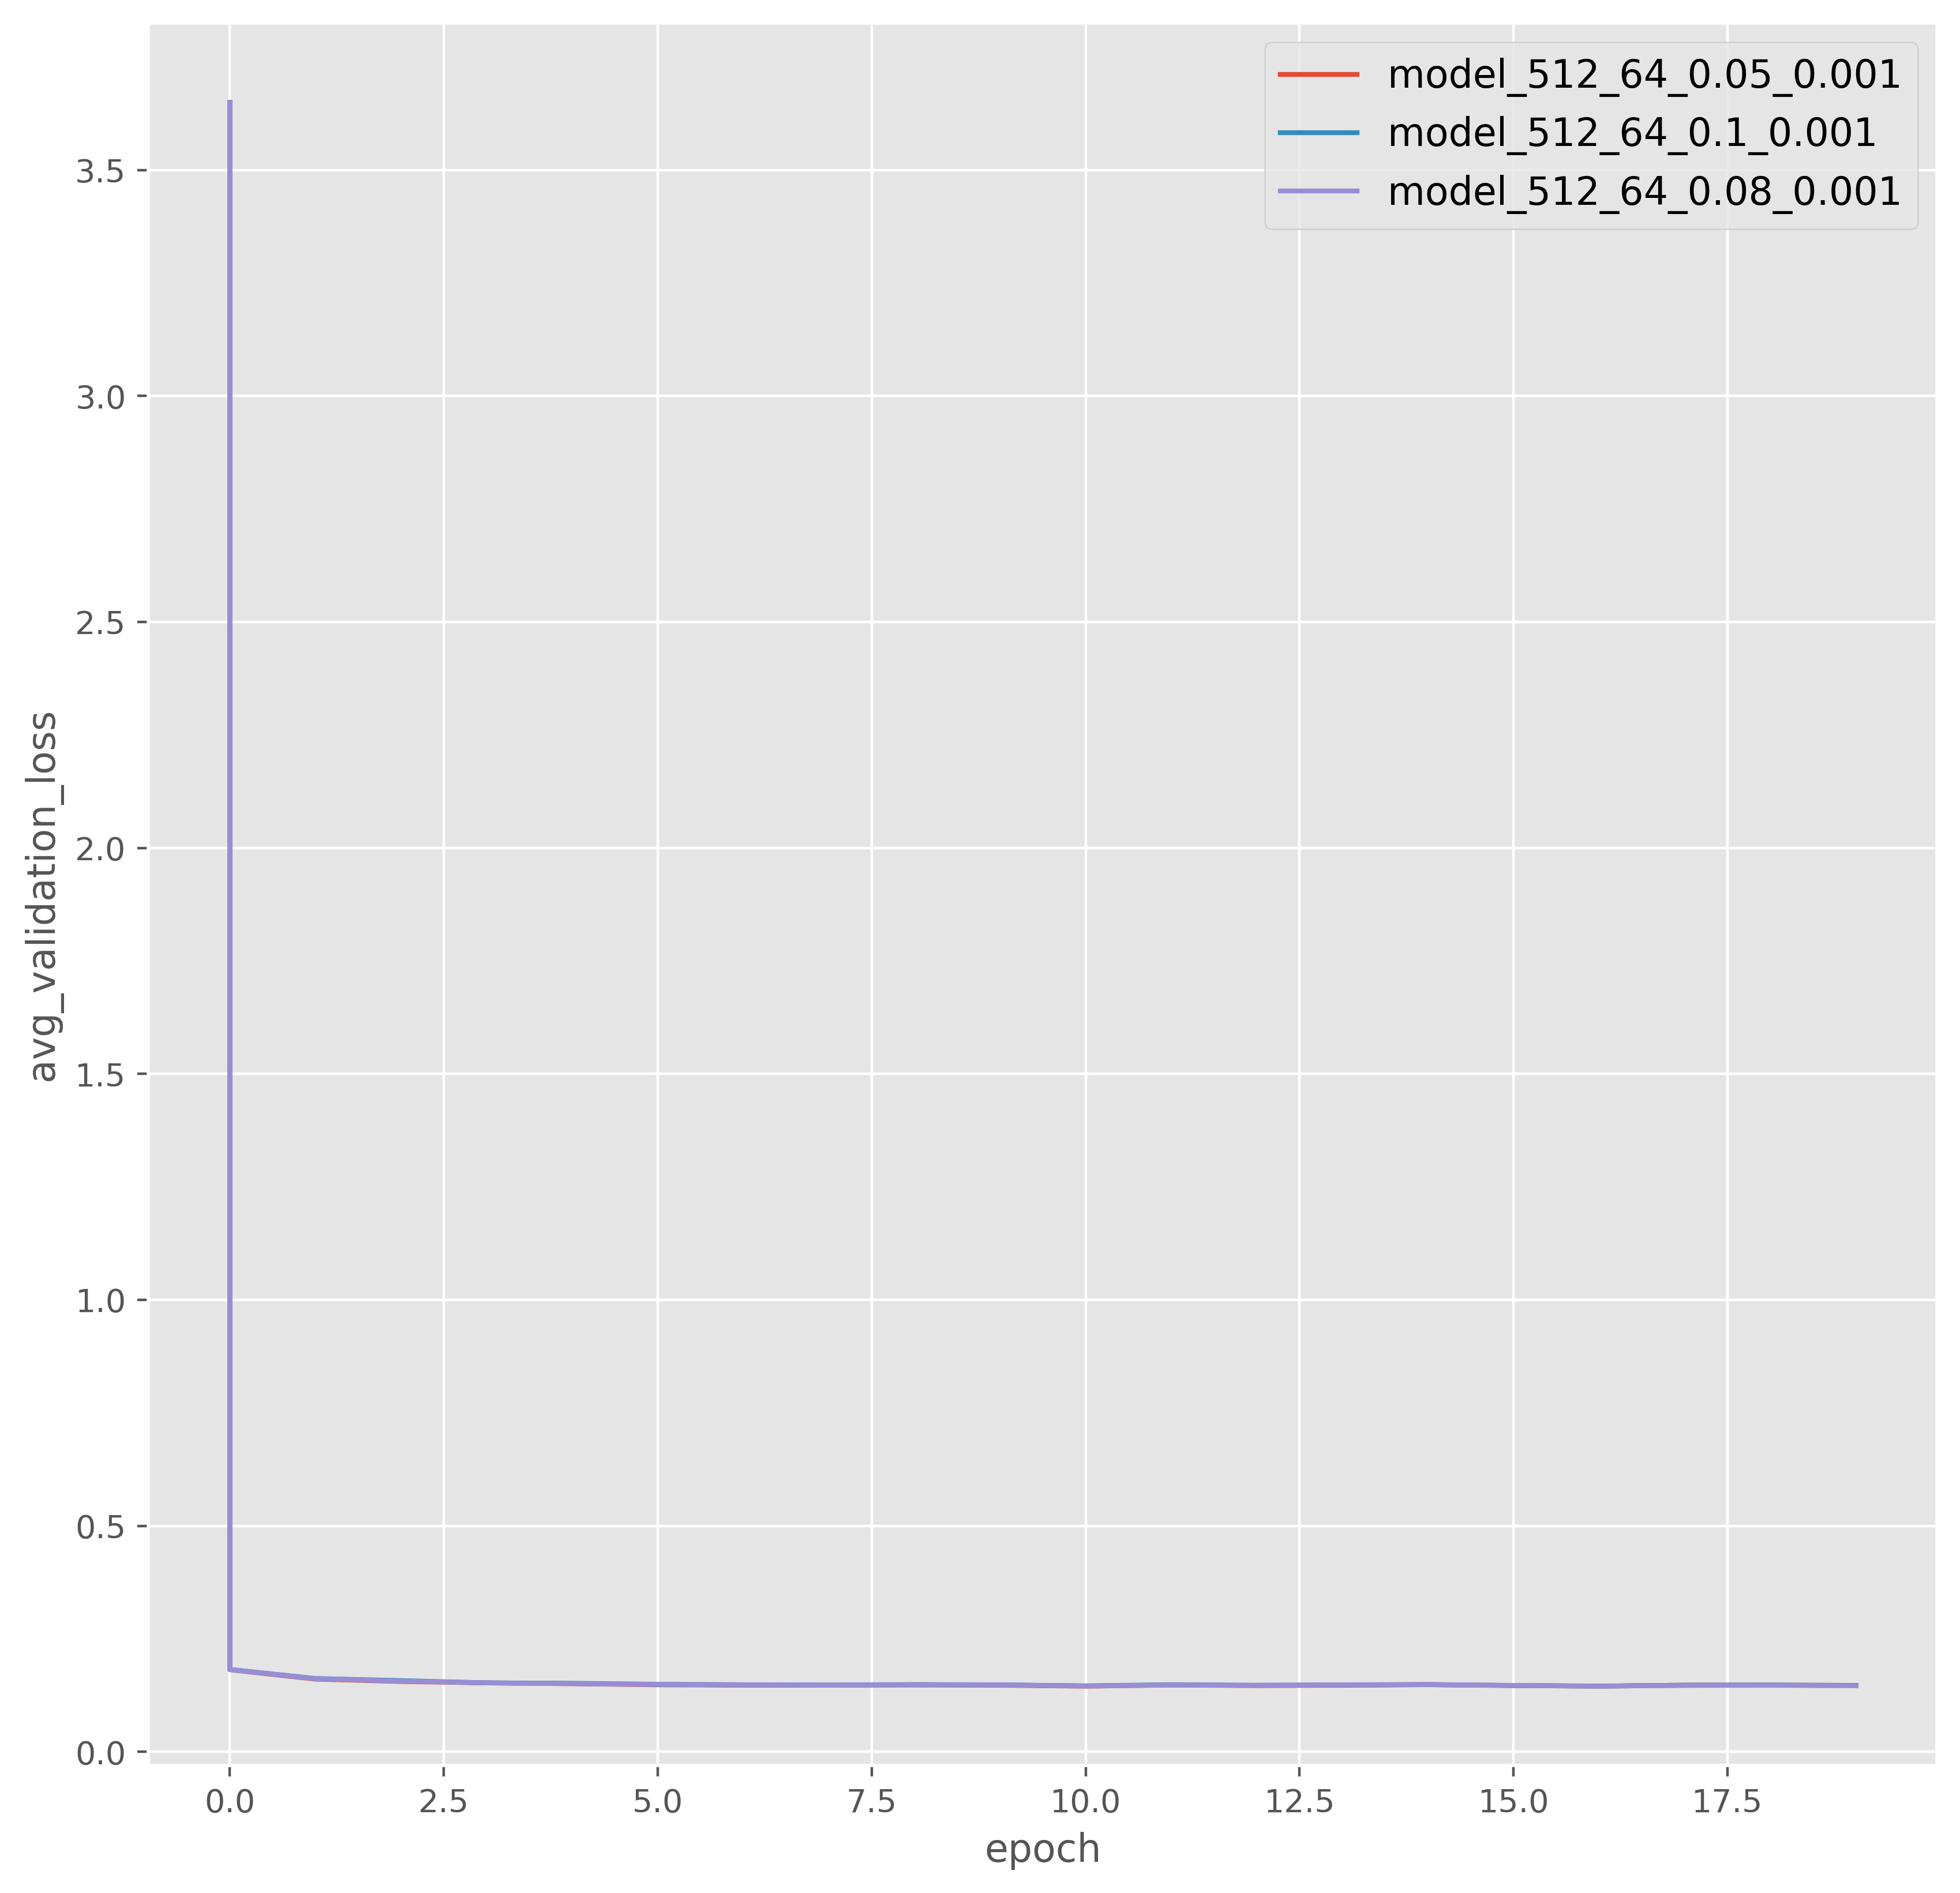 model_512_64_0.05_0.001
model_512_64_0.1_0.001
model_512_64_0.08_0.001
avg_validation_loss
3.5
3.0
2.5
2.0
1.5
1.0
0.5
0.0
0.0 2.5 5.0 7.5 10.0 12.5 15.0 17.5
epoch